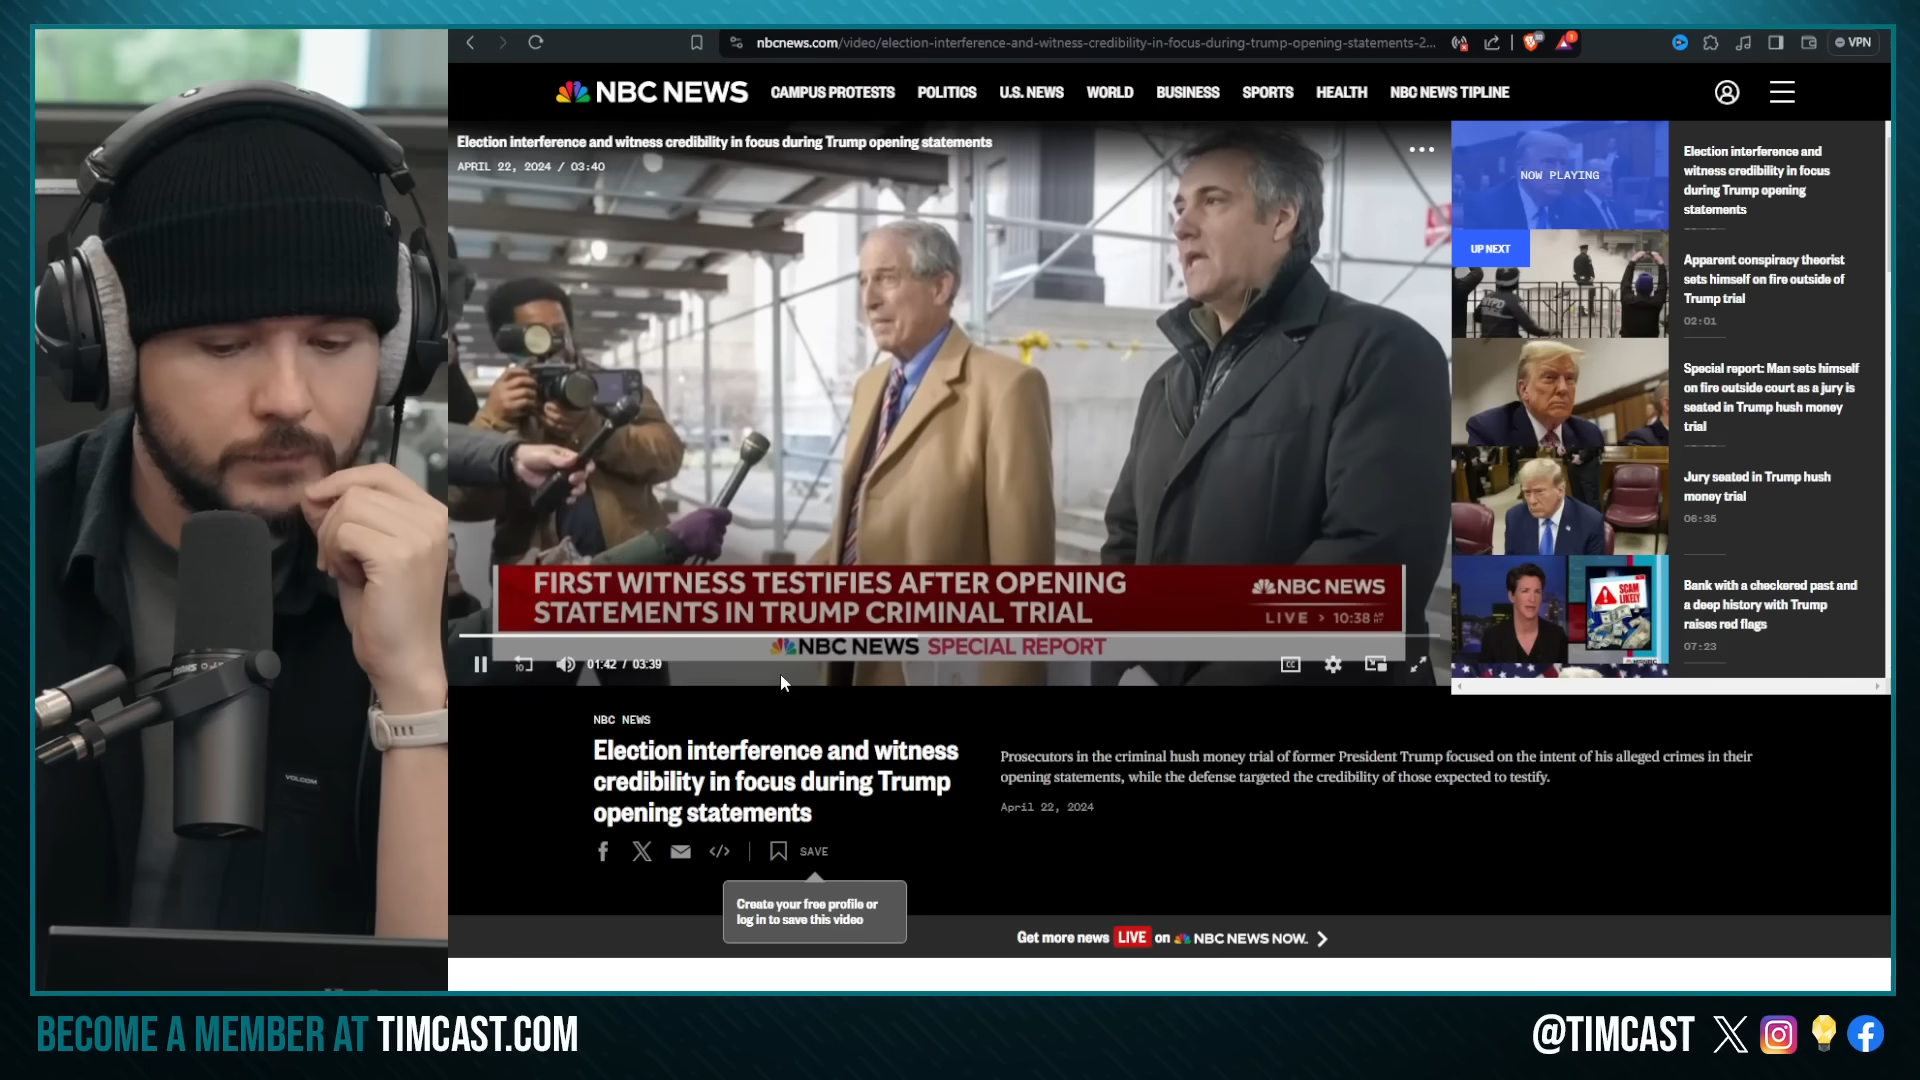 nbcnews.com/video/election-interference-and-witness-credibility-in-focus-during-trump-opening-statements-2...
VPN
NBC NEWS
CAMPUS PROTESTS
POLITICS
U.S. NEWS
WORLD
BUSINESS
SPORTS
HEALTH
NBC NEWS TIPLINE
Election interference and witness credibility in focus during Trump opening statements
APRIL 22, 2024 / 03:40
FIRST WITNESS TESTIFIES AFTER OPENING
STATEMENTS IN TRUMP CRIMINAL TRIAL
NBC NEWS
LIVE > 10:38
NBC NEWS SPECIAL REPORT
10
01:42 / 03:39
CC
NOW PLAYING
Election interference and
witness credibility in focus
during Trump opening
statements
UP NEXT
NYPD
Apparent conspiracy theorist
sets himself on fire outside of
Trump trial
02:01
Special report: Man sets himself
on fire outside court as a jury is
seated in Trump hush money
trial
Jury seated in Trump hush
money trial
06:35
SCAM
LIKELY
Bank with a checkered past and
a deep history with Trump
raises red flags
07:23
NBC NEWS
Election interference and witness
credibility in focus during Trump
opening statements
SAVE
Create your free profile or
log in to save this video
Prosecutors in the criminal hush money trial of former President Trump focused on the intent of his alleged crimes in their
opening statements, while the defense targeted the credibility of those expected to testify.
April 22, 2024
Get more news LIVE on NBC NEWS NOW.
VOLCOM
BECOME A MEMBER AT TIMCAST.COM
@TIMCAST